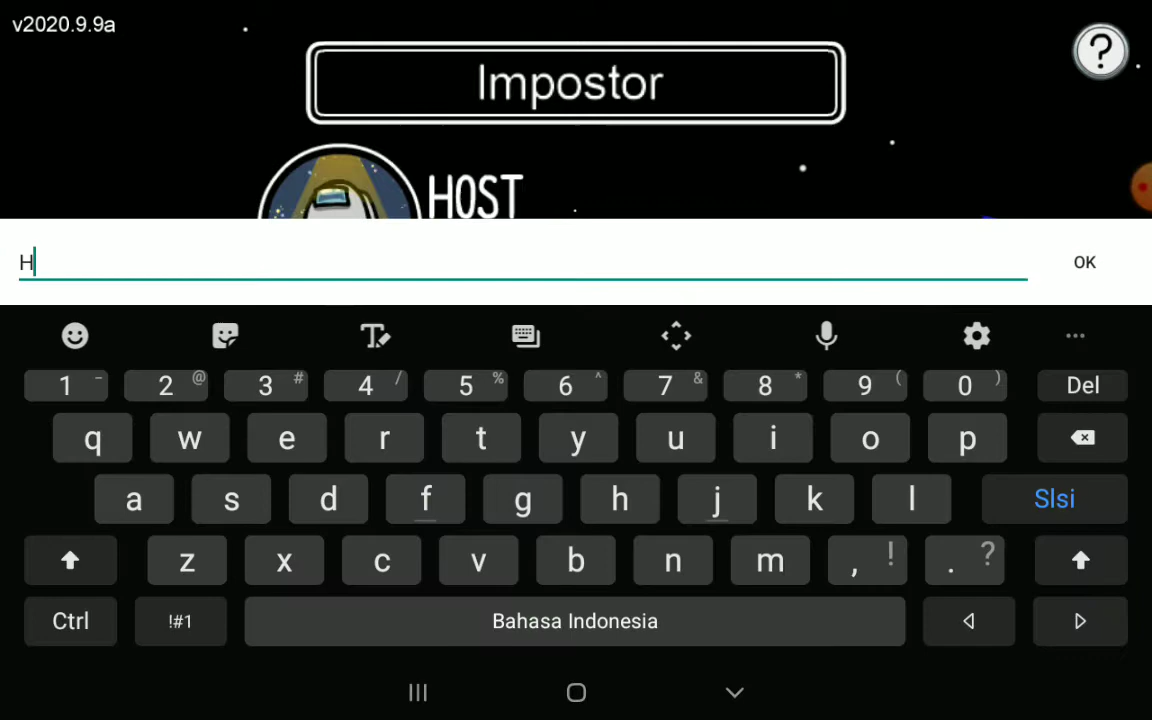 v2020.9.9a
?
Impostor
HOST
H
OK
1 - 2 @ 3 # 4 / 5 % 6 ^ 7 & 8 * 9 ( 0 ) Del
q w e r t y u i o p
a s d f g h j k l Slsi
z x c v b n m , ! . ?
Ctrl !#1 Bahasa Indonesia